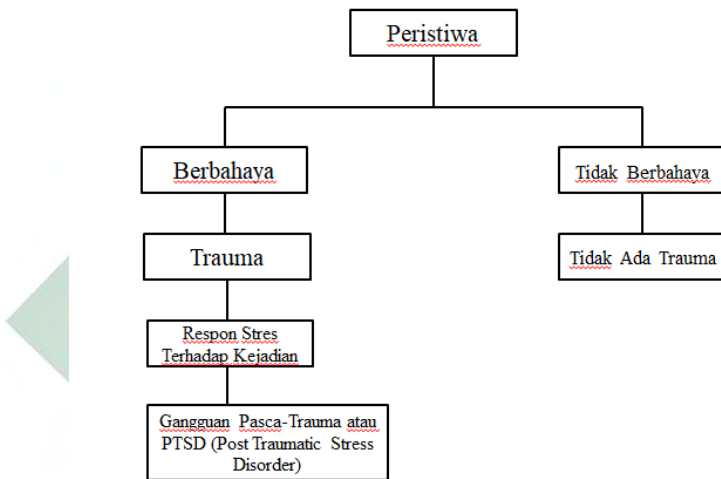 Peristiwa
Berbahaya
Tidak Berbahaya
Trauma
Tidak Ada Trauma
Respon Stres
Terhadap Kejadian
Gangguan Pasca-Trauma atau
PTSD (Post Traumatic Stress
Disorder)